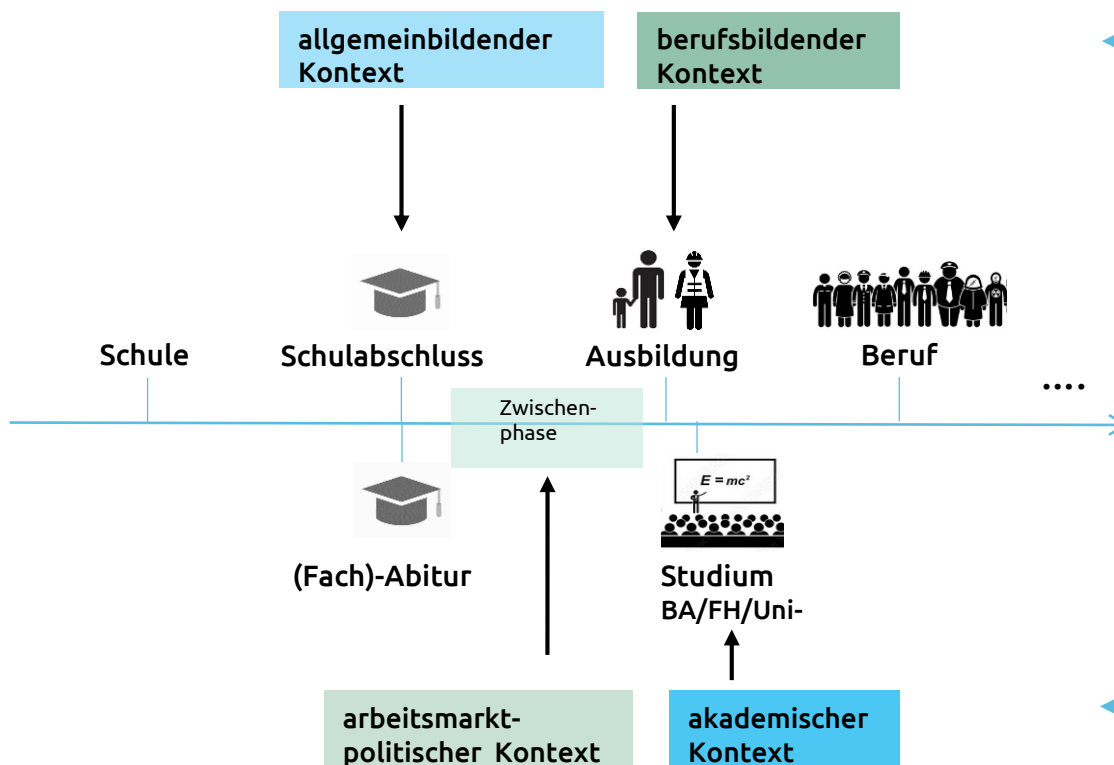 allgemeinbildender
Kontext
berufsbildender
Kontext
Schule
Schulabschluss
Ausbildung
Beruf
....
Zwischen-
phase
E = mc²
(Fach)-Abitur
Studium
BA/FH/Uni-
arbeitsmarkt-
politischer Kontext
akademischer
Kontext